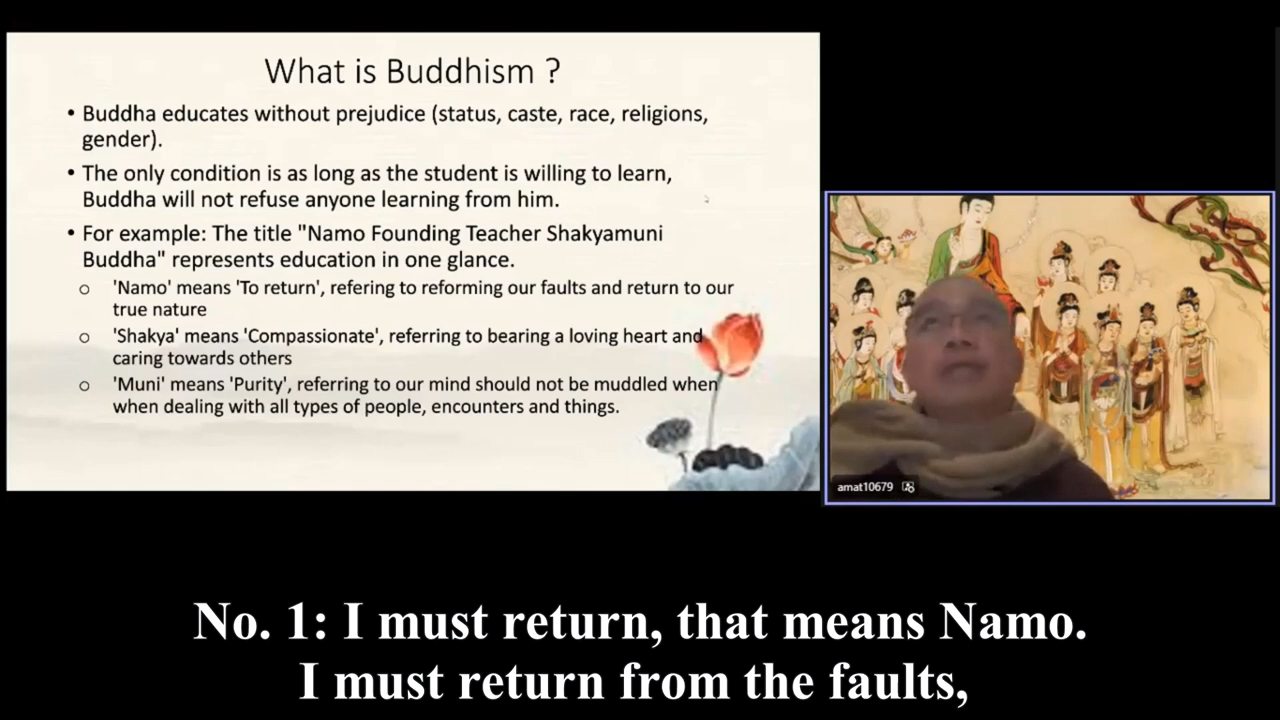 What is Buddhism ?
• Buddha educates without prejudice (status, caste, race, religions,
gender).
• The only condition is as long as the student is willing to learn,
Buddha will not refuse anyone learning from him.
• For example: The title "Namo Founding Teacher Shakyamuni
Buddha" represents education in one glance.
o 'Namo' means 'To return', refering to reforming our faults and return to our
true nature
o 'Shakya' means 'Compassionate', referring to bearing a loving heart and
caring towards others
o 'Muni' means 'Purity', referring to our mind should not be muddled when
when dealing with all types of people, encounters and things.
amat10679
No. 1: I must return, that means Namo.
I must return from the faults,